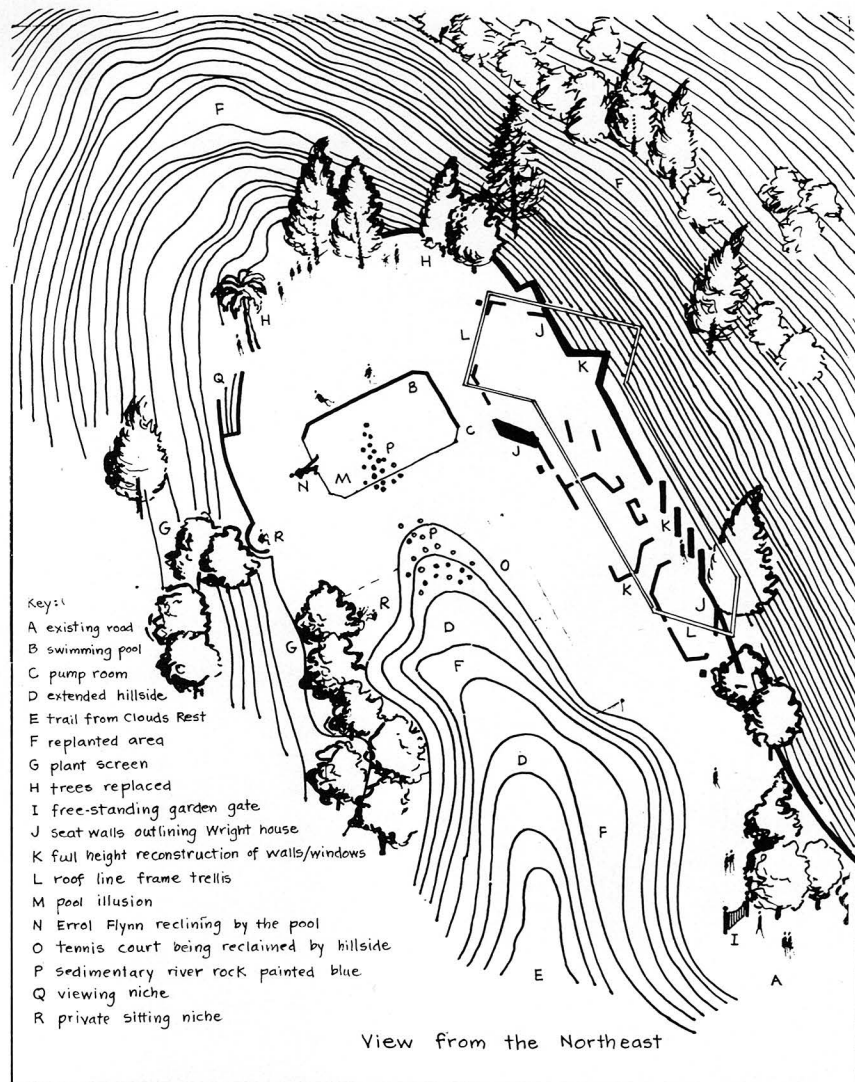 F
F
H
H
L
J
K
Q
B
C
P
J
M
N
K
G
R
P
O
R
K
J
D
L
G
F
D
F
I
E
A
Key:
A existing road
B swimming pool
C pump room
D extended hillside
E trail from Clouds Rest
F replanted area
G plant screen
H trees replaced
I free-standing garden gate
J seat walls outlining Wright house
K full height reconstruction of walls/windows
L roof line frame trellis
M pool illusion
N Errol Flynn reclining by the pool
O tennis court being reclaimed by hillside
P sedimentary river rock painted blue
Q viewing niche
R private sitting niche
View from the Northeast